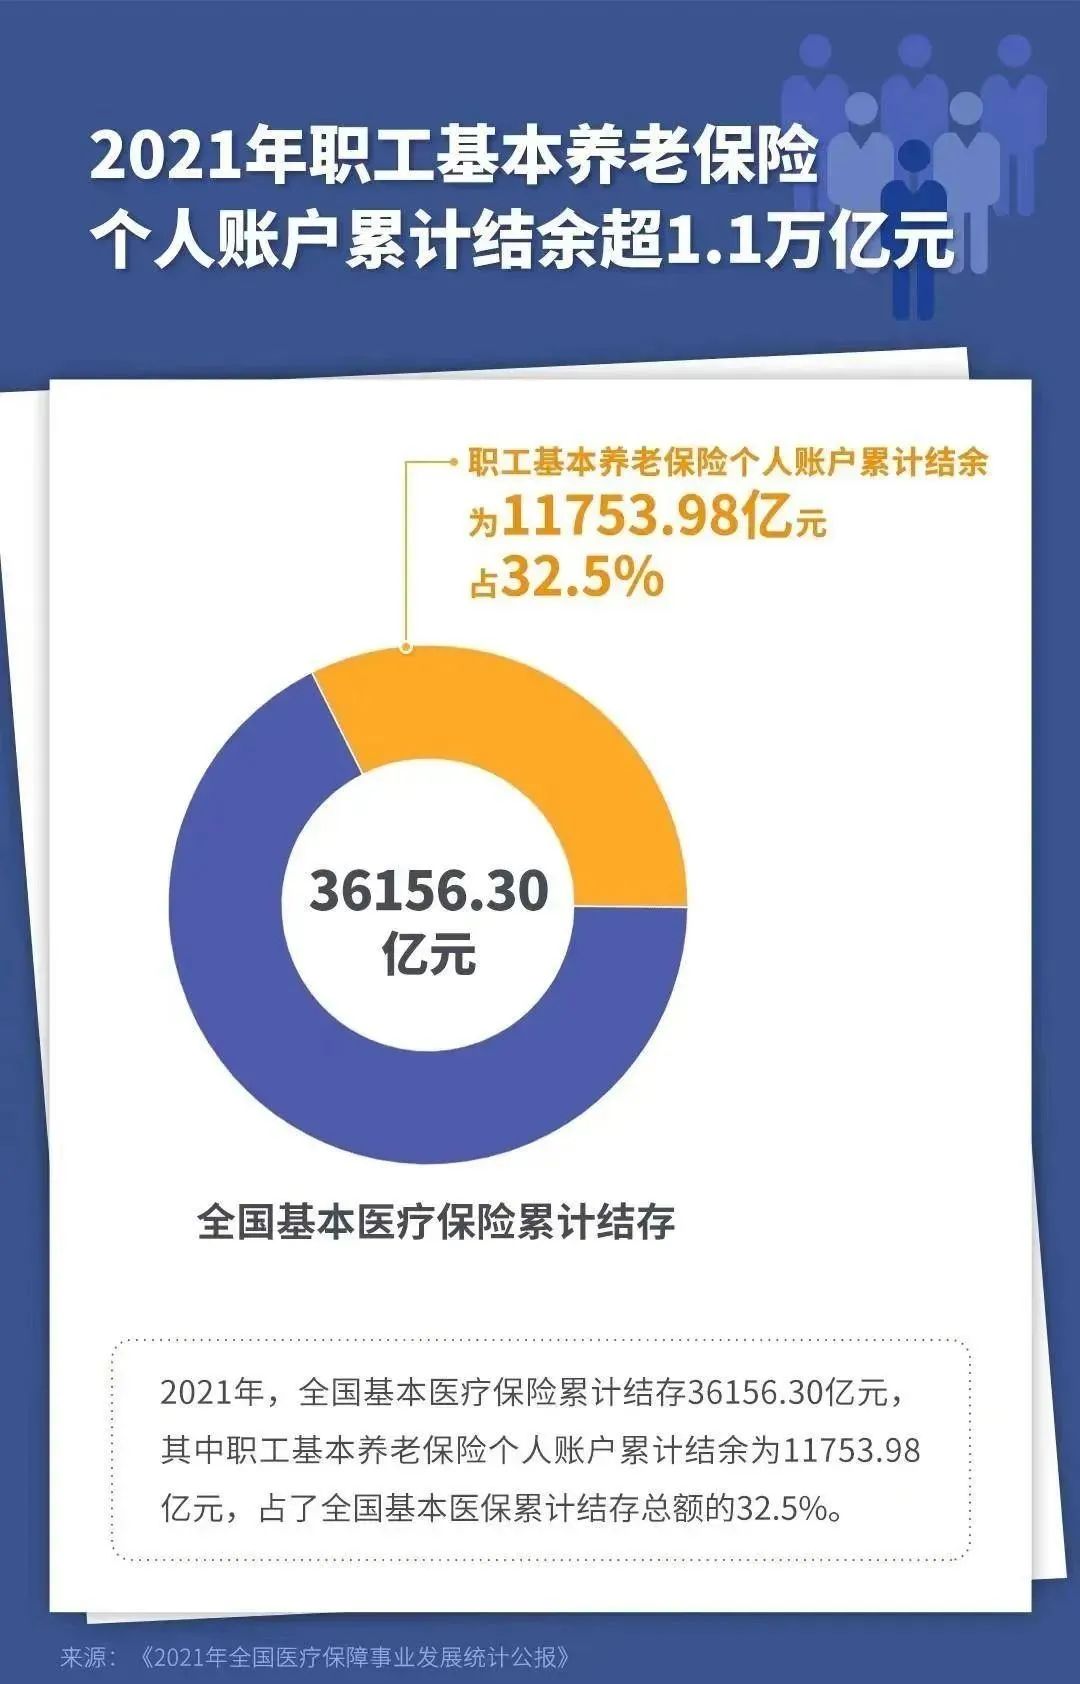 2021年职工基本养老保险
个人账户累计结余超1.1万亿元
职工基本养老保险个人账户累计结余
为11753.98亿元
占32.5%
36156.30
亿元
全国基本医疗保险累计结存
2021年，全国基本医疗保险累计结存36156.30亿元，
其中职工基本养老保险个人账户累计结余为11753.98
亿元，占了全国基本医保累计结存总额的32.5%。
来源：《2021年全国医疗保障事业发展统计公报》